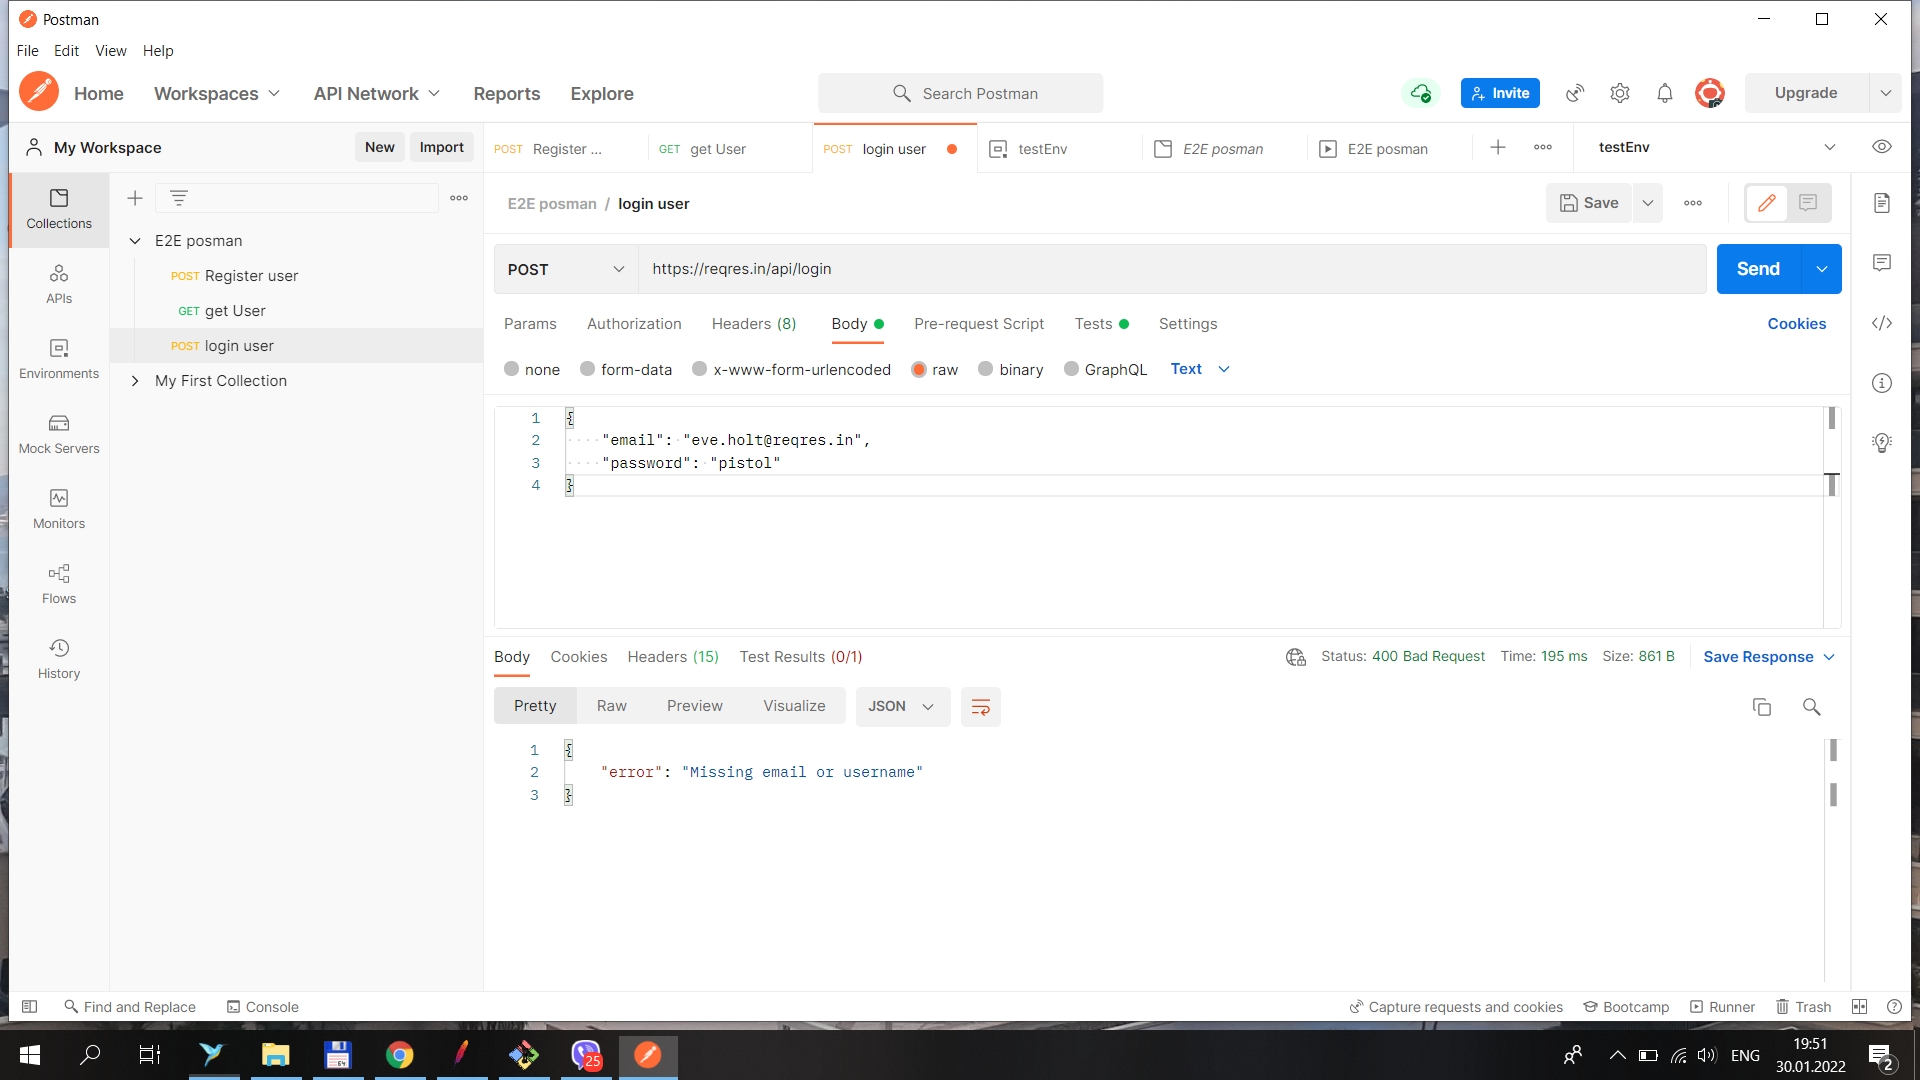 Postman
File Edit View Help
Home Workspaces API Network Reports Explore Search Postman Invite Upgrade
My Workspace New Import POST Register ... GET get User POST login user testEnv E2E posman E2E posman testEnv
Collections
APIs
Environments
Mock Servers
Monitors
Flows
History
E2E posman
POST Register user
GET get User
POST login user
My First Collection
E2E posman / login user Save
POST https://reqres.in/api/login Send
Params Authorization Headers (8) Body Pre-request Script Tests Settings Cookies
none form-data x-www-form-urlencoded raw binary GraphQL Text
1 {
2 "email": "eve.holt@reqres.in",
3 "password": "pistol"
4 }
Body Cookies Headers (15) Test Results (0/1) Status: 400 Bad Request Time: 195 ms Size: 861 B Save Response
Pretty Raw Preview Visualize JSON
1 {
2 "error": "Missing email or username"
3 }
Find and Replace Console Capture requests and cookies Bootcamp Runner Trash
64 25 ENG 19:51
30.01.2022 2